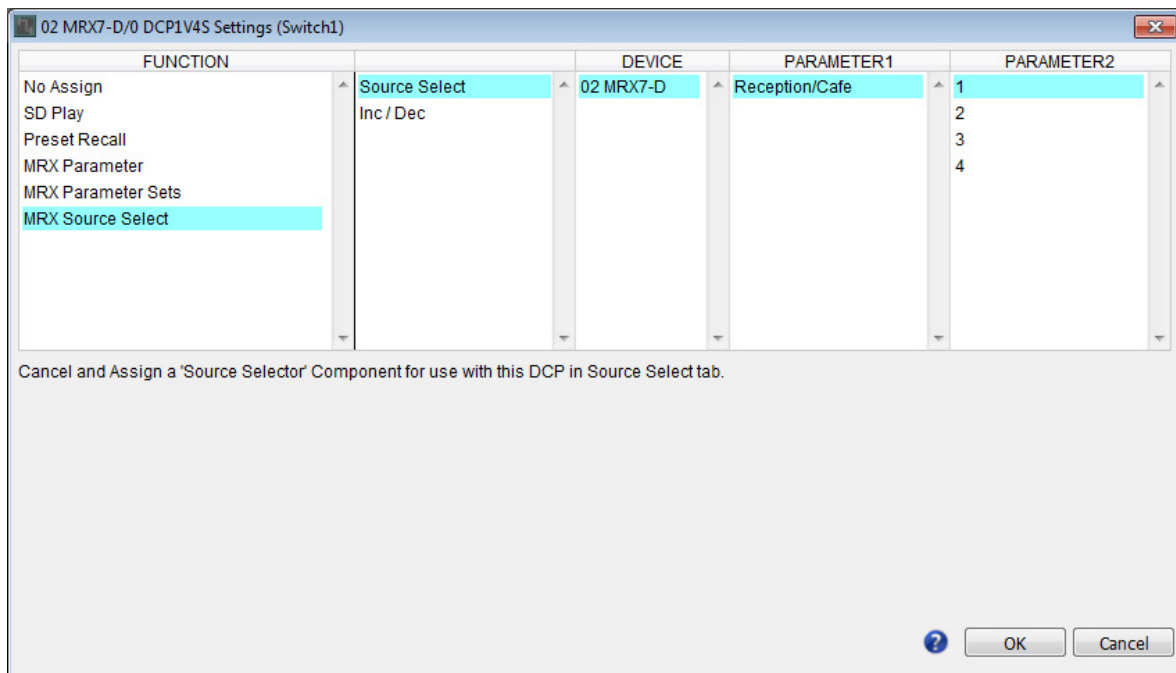 02 MRX7-D/0 DCP1V4S Settings (Switch1)
FUNCTION DEVICE PARAMETER1 PARAMETER2
No Assign Source Select 02 MRX7-D Reception/Cafe 1
SD Play Inc / Dec 2
Preset Recall 3
MRX Parameter 4
MRX Parameter Sets
MRX Source Select
Cancel and Assign a 'Source Selector' Component for use with this DCP in Source Select tab.
? OK Cancel